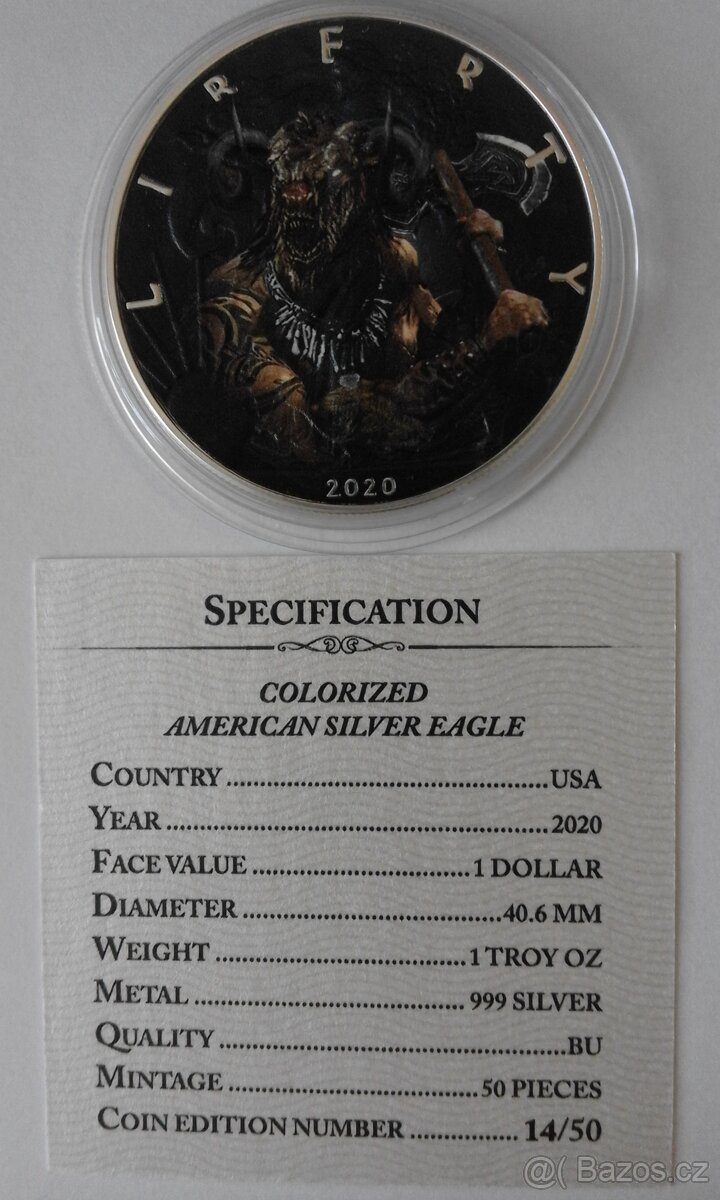 LIBERTY
2020
SPECIFICATION
COLORIZED
AMERICAN SILVER EAGLE
COUNTRY ........ USA
YEAR ........ 2020
FACE VALUE ........ 1 DOLLAR
DIAMETER ........ 40.6 MM
WEIGHT ........ 1 TROY OZ
METAL ........ 999 SILVER
QUALITY ........ BU
MINTAGE ........ 50 PIECES
COIN EDITION NUMBER ........ 14/50
@( Bazos.cz